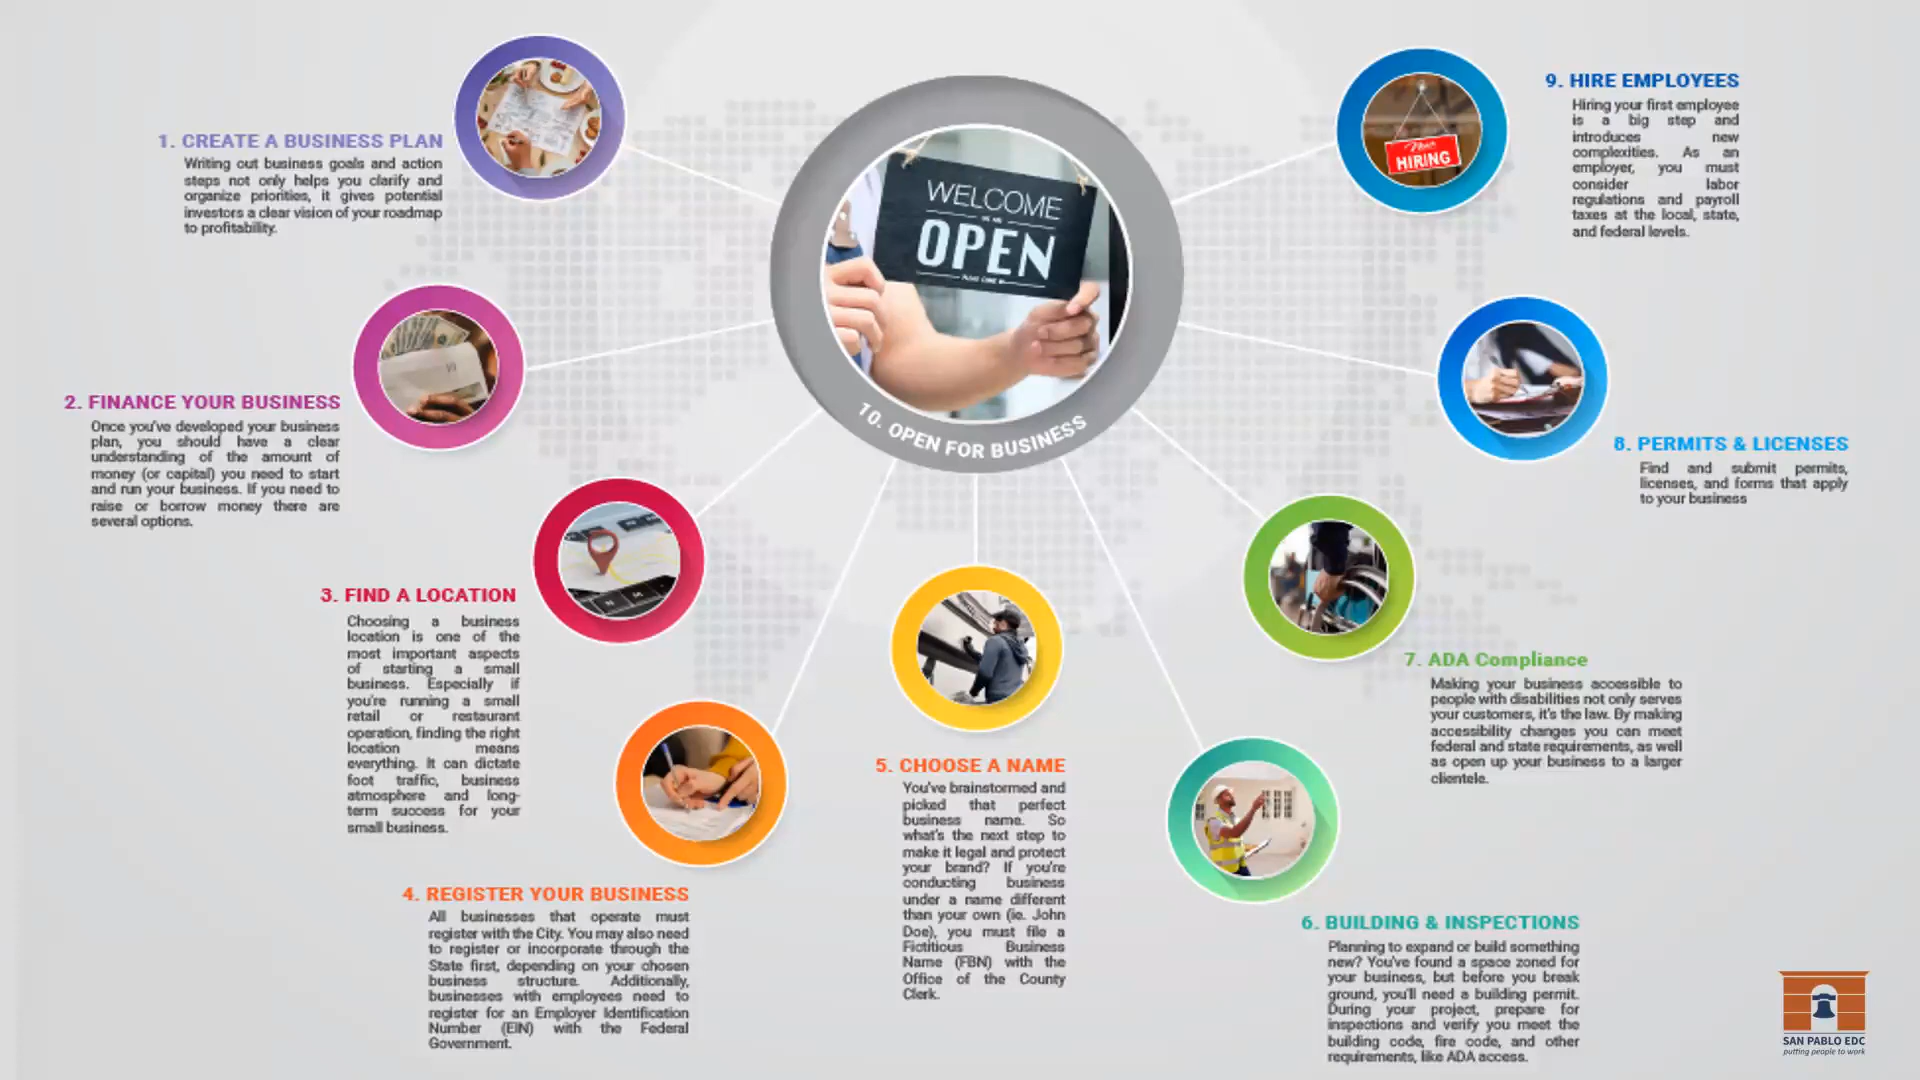 1. CREATE A BUSINESS PLAN
Writing out business goals and action
steps not only helps you clarify and
organize priorities, it gives potential
investors a clear vision of your roadmap
to profitability.
2. FINANCE YOUR BUSINESS
Once you've developed your business
plan, you should have a clear
understanding of the amount of
money (or capital) you need to start
and run your business. If you need to
raise or borrow money there are
several options.
3. FIND A LOCATION
Choosing a business
location is one of the
most important aspects
of starting a small
business. Especially if
you're running a small
retail or restaurant
operation, finding the right
location means
everything. It can dictate
foot traffic, business
atmosphere and long-
term success for your
small business.
4. REGISTER YOUR BUSINESS
All businesses that operate must
register with the City. You may also need
to register or incorporate through the
State first, depending on your chosen
business structure. Additionally,
businesses with employees need to
register for an Employer Identification
Number (EIN) with the Federal
Government.
5. CHOOSE A NAME
You've brainstormed and
picked that perfect
business name. So
what's the next step to
make it legal and protect
your brand? If you're
conducting business
under a name different
than your own (ie. John
Doe), you must file a
Fictitious Business
Name (FBN) with the
Office of the County
Clerk.
6. BUILDING & INSPECTIONS
Planning to expand or build something
new? You've found a space zoned for
your business, but before you break
ground, you'll need a building permit.
During your project, prepare for
inspections and verify you meet the
building code, fire code, and other
requirements, like ADA access.
7. ADA Compliance
Making your business accessible to
people with disabilities not only serves
your customers, it's the law. By making
accessibility changes you can meet
federal and state requirements, as well
as open up your business to a larger
clientele.
8. PERMITS & LICENSES
Find and submit permits,
licenses, and forms that apply
to your business
9. HIRE EMPLOYEES
Hiring your first employee
is a big step and
introduces new
complexities. As an
employer, you must
consider labor
regulations and payroll
taxes at the local, state,
and federal levels.
Now
HIRING
WELCOME
WE ARE
OPEN
PLEASE COME IN
10. OPEN FOR BUSINESS
SAN PABLO EDC
putting people to work